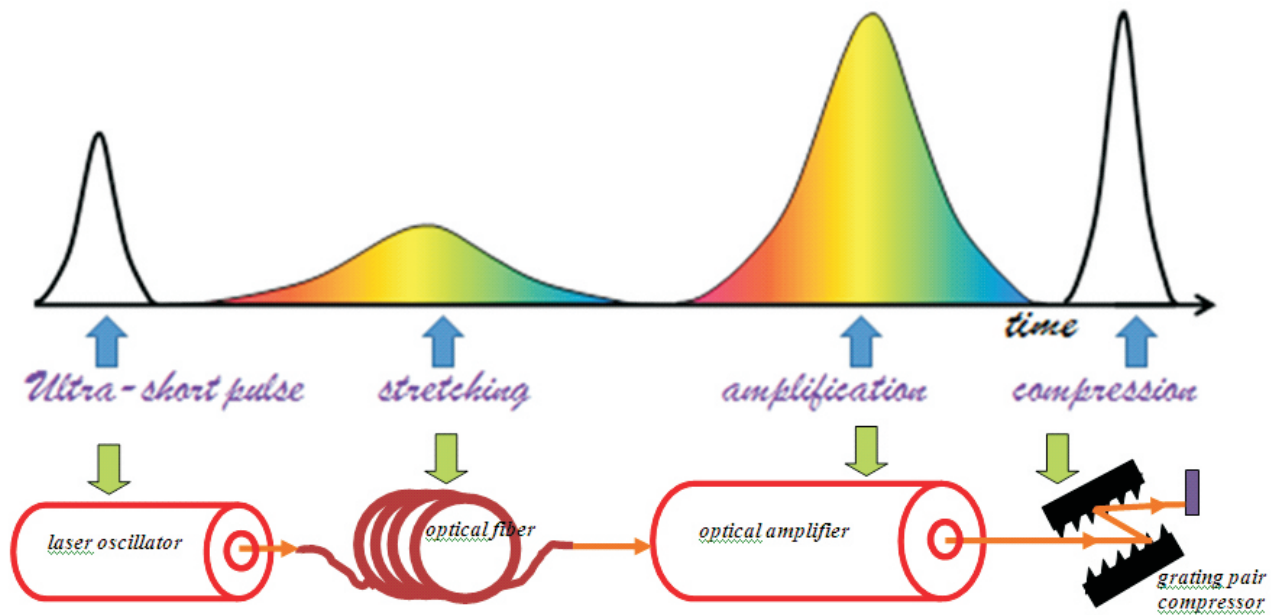 time
Ultra-short pulse
stretching
amplification
compression
laser oscillator
optical fiber
optical amplifier
grating pair
compressor